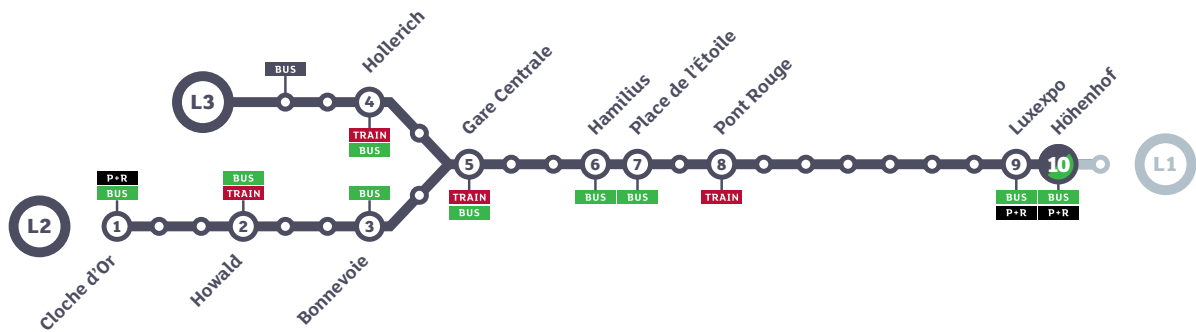 Hollerich
L3
BUS
4
TRAIN
BUS
Gare Centrale
5
TRAIN
BUS
Hamilius
6
BUS
Place de l'Étoile
7
BUS
Pont Rouge
8
TRAIN
Luxexpo
9
BUS
P+R
Höhenhof
10
BUS
P+R
L1
L2
P+R
BUS
1
Cloche d'Or
BUS
TRAIN
2
Howald
BUS
3
Bonnevoie